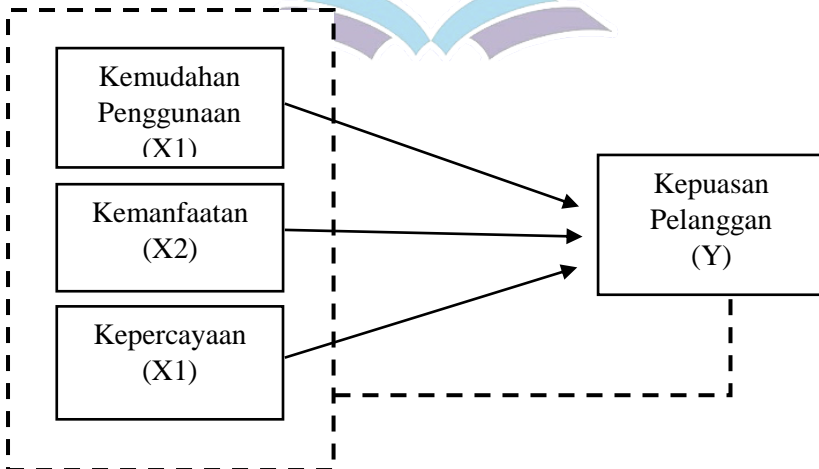 Kemudahan
Penggunaan
(X1)
Kemanfaatan
(X2)
Kepercayaan
(X1)
Kepuasan
Pelanggan
(Y)